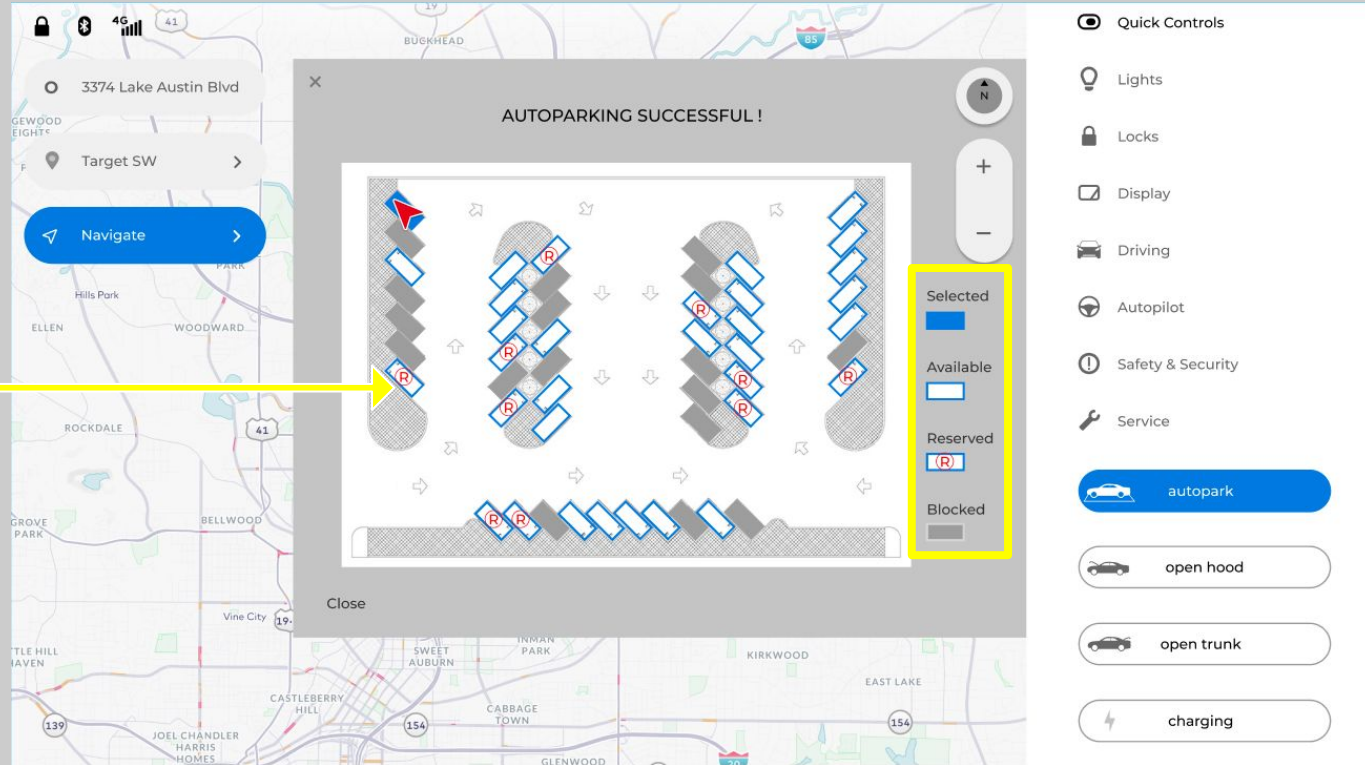 4G
41
19
BUCKHEAD
85
Quick Controls
3374 Lake Austin Blvd
Lights
AUTOPARKING SUCCESSFUL !
N
Locks
Target SW
+
Display
−
Navigate
Driving
PARK
Hills Park
Selected
Autopilot
ELLEN
WOODWARD
Available
Safety & Security
R
R
R
R
R
R
R
R
ROCKDALE
41
Reserved
R
Service
Blocked
autopark
R
R
GROVE
PARK
BELLWOOD
open hood
Close
Vine City
19-
TLE HILL
AVEN
SWEET
AUBURN
INMAN
PARK
KIRKWOOD
open trunk
EAST LAKE
CASTLEBERRY
HILL
CABBAGE
TOWN
139
154
154
charging
JOEL CHANDLER
HARRIS
HOMES
GLENWOOD
20